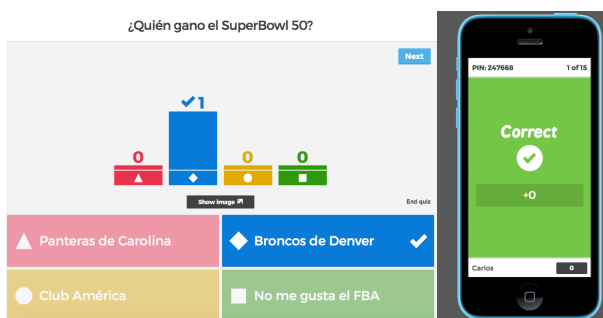 ¿Quién gano el SuperBowl 50?
Next
1
0
0
0
Show image
End quiz
Panteras de Carolina
Broncos de Denver
Club América
No me gusta el FBA
PIN: 247668
1 of 15
Correct
+0
Carlos
0